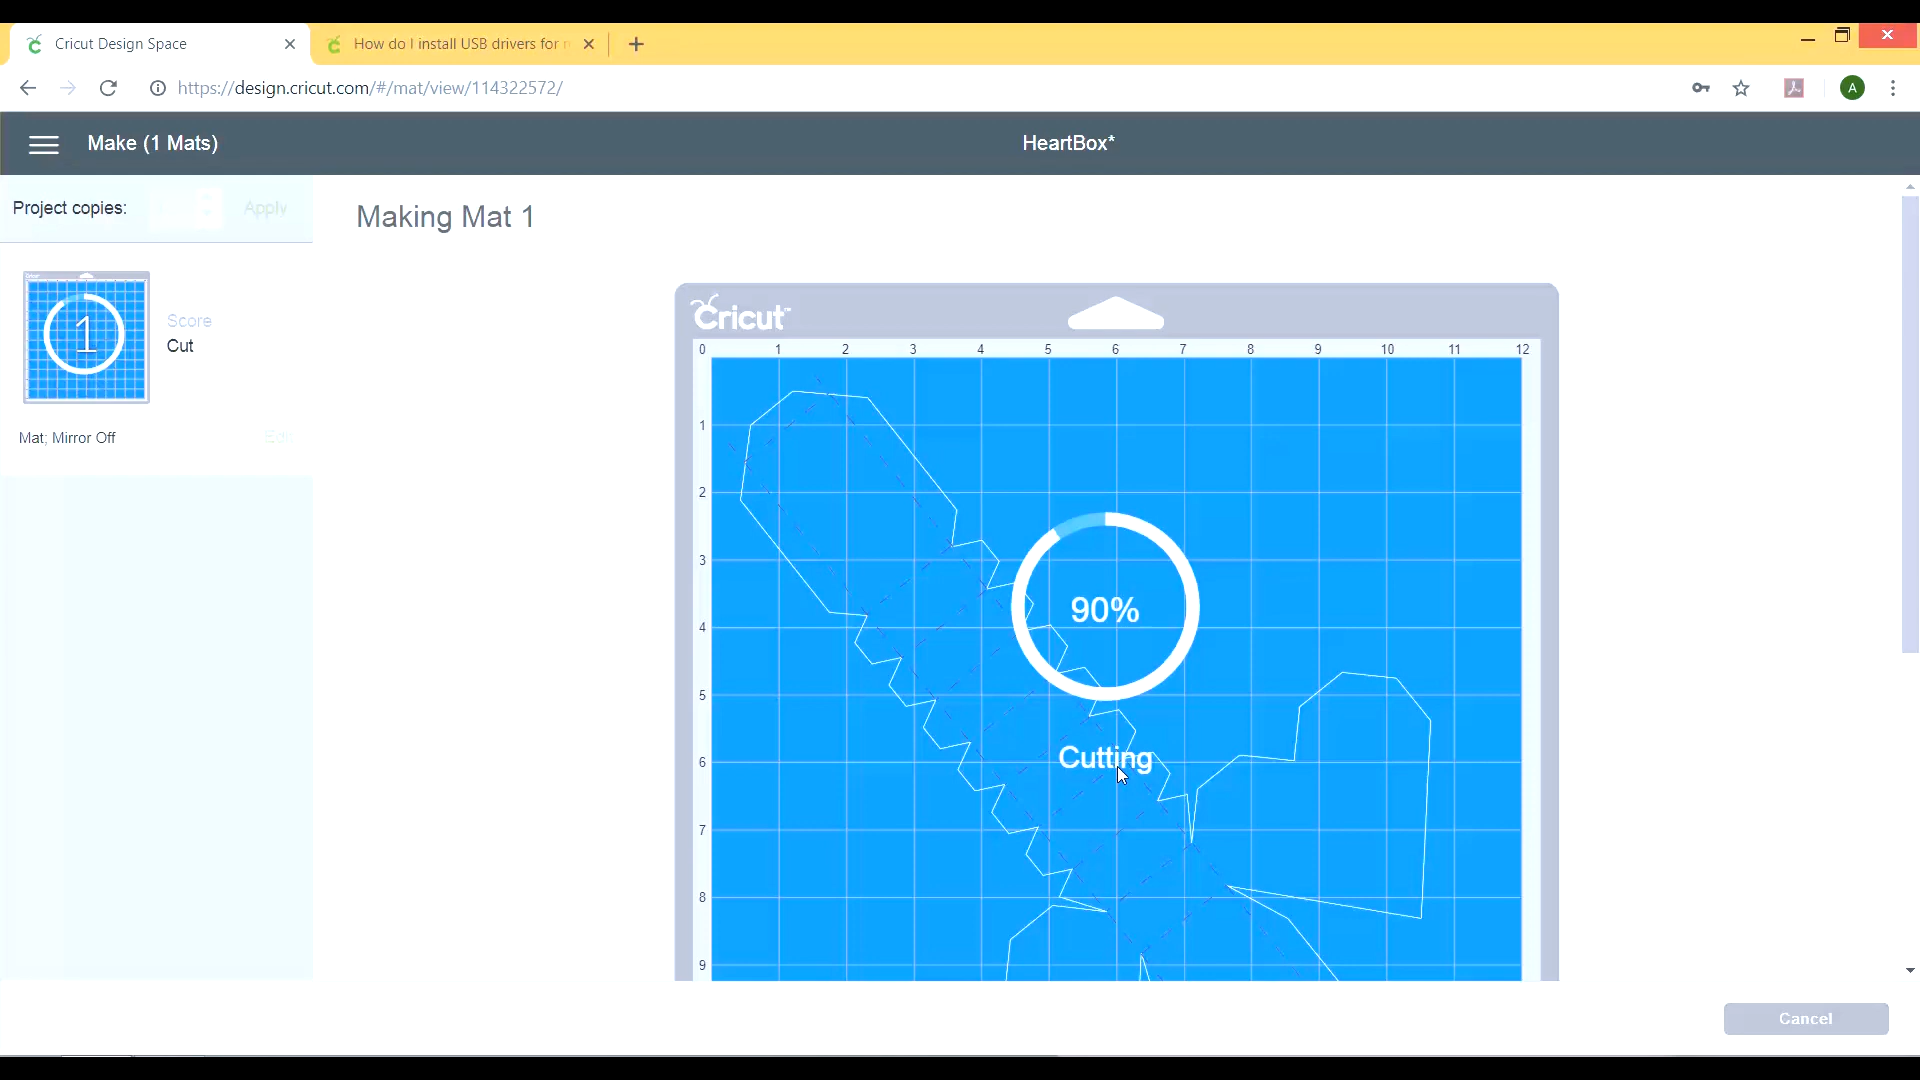 Cricut Design Space
How do I install USB drivers for
https://design.cricut.com/#/mat/view/114322572/
A
Make (1 Mats)
HeartBox*
Project copies:
Apply
Making Mat 1
1
Score
Cut
Mat; Mirror Off
Edit
Cricut™
0 1 2 3 4 5 6 7 8 9 10 11 12
1
2
3
4
5
6
7
8
9
90%
Cutting
Cancel